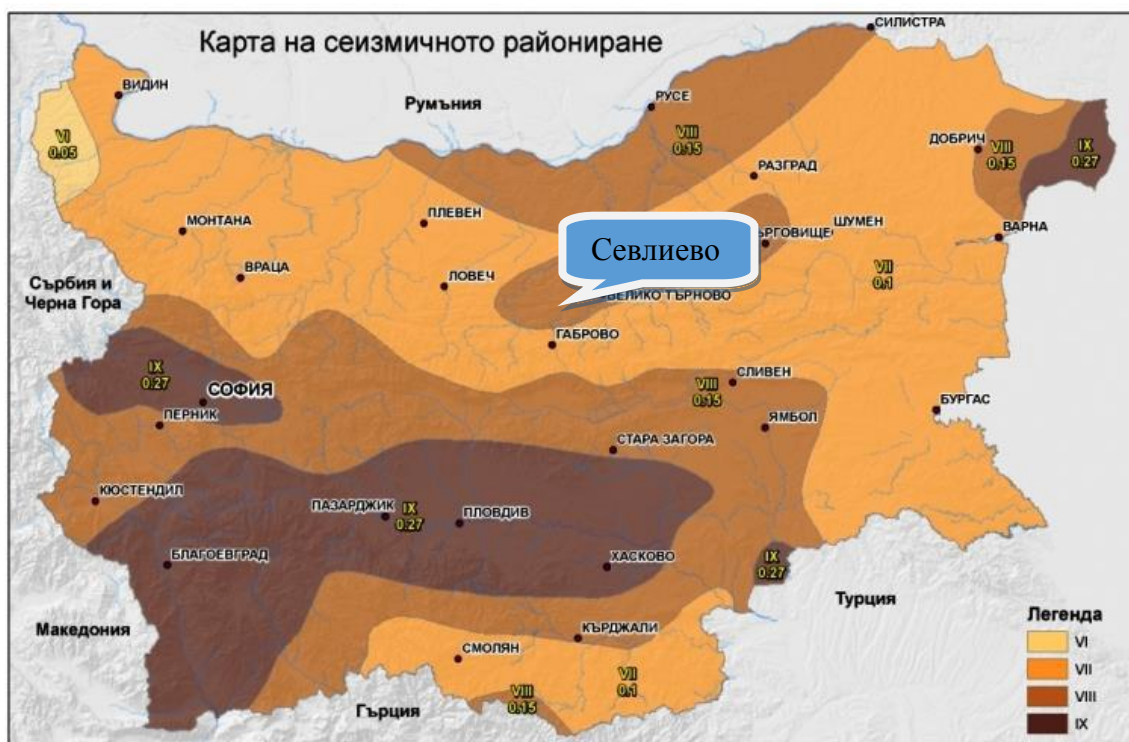 СИЛИСТРА
Карта на сеизмичното райониране
ВИДИН
Румъния
РУСЕ
VI
0.05
VIII
0.15
ДОБРИЧ
VIII
0.15
IX
0.27
РАЗГРАД
МОНТАНА
ПЛЕВЕН
Севлиево
ЪРГОВИЩЕ
ШУМЕН
ВАРНА
Сърбия и
Черна Гора
ВРАЦА
ЛОВЕЧ
VII
0.1
ВЕЛИКО ТЪРНОВО
ГАБРОВО
IX
0.27
СОФИЯ
VIII
0.15
СЛИВЕН
ПЕРНИК
ЯМБОЛ
БУРГАС
СТАРА ЗАГОРА
КЮСТЕНДИЛ
ПАЗАРДЖИК
IX
0.27
ПЛОВДИВ
БЛАГОЕВГРАД
ХАСКОВО
IX
0.27
Турция
Македония
КЪРДЖАЛИ
СМОЛЯН
VII
0.1
VIII
0.15
Гърция
Легенда
VI
VII
VIII
IX